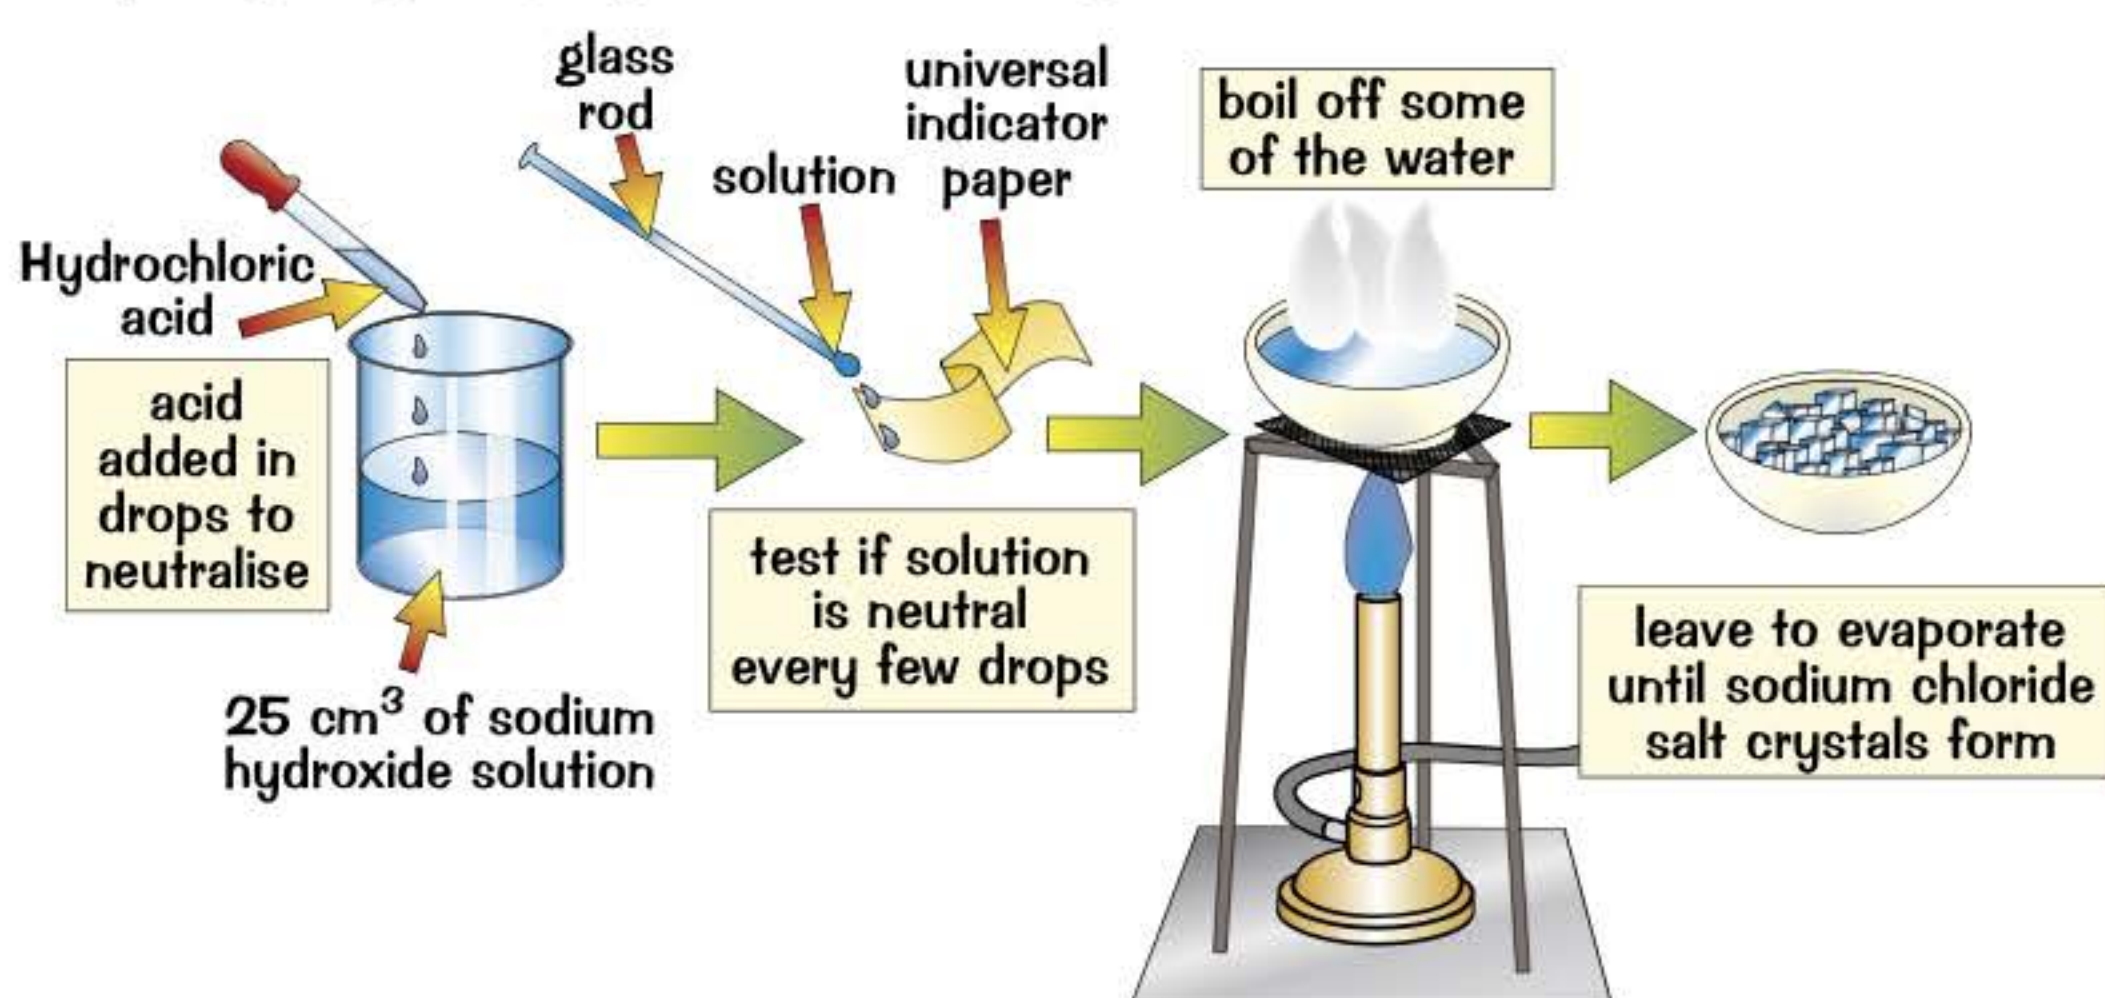 Hydrochloric
acid
acid
added in
drops to
neutralise
25 cm³ of sodium
hydroxide solution
glass
rod
solution
universal
indicator
paper
test if solution
is neutral
every few drops
boil off some
of the water
leave to evaporate
until sodium chloride
salt crystals form